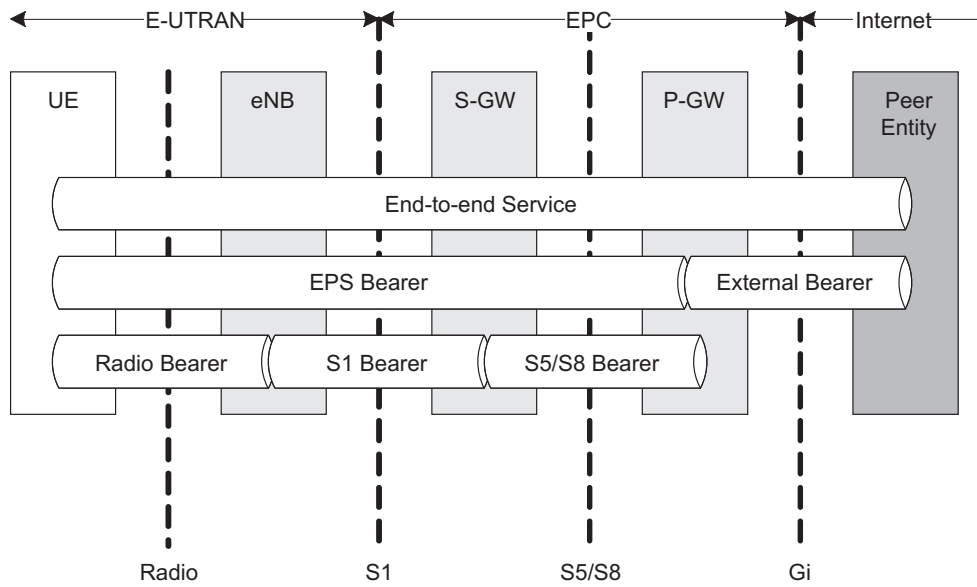 E-UTRAN EPC Internet
UE eNB S-GW P-GW Peer
Entity
End-to-end Service
EPS Bearer External Bearer
Radio Bearer S1 Bearer S5/S8 Bearer
Radio S1 S5/S8 Gi